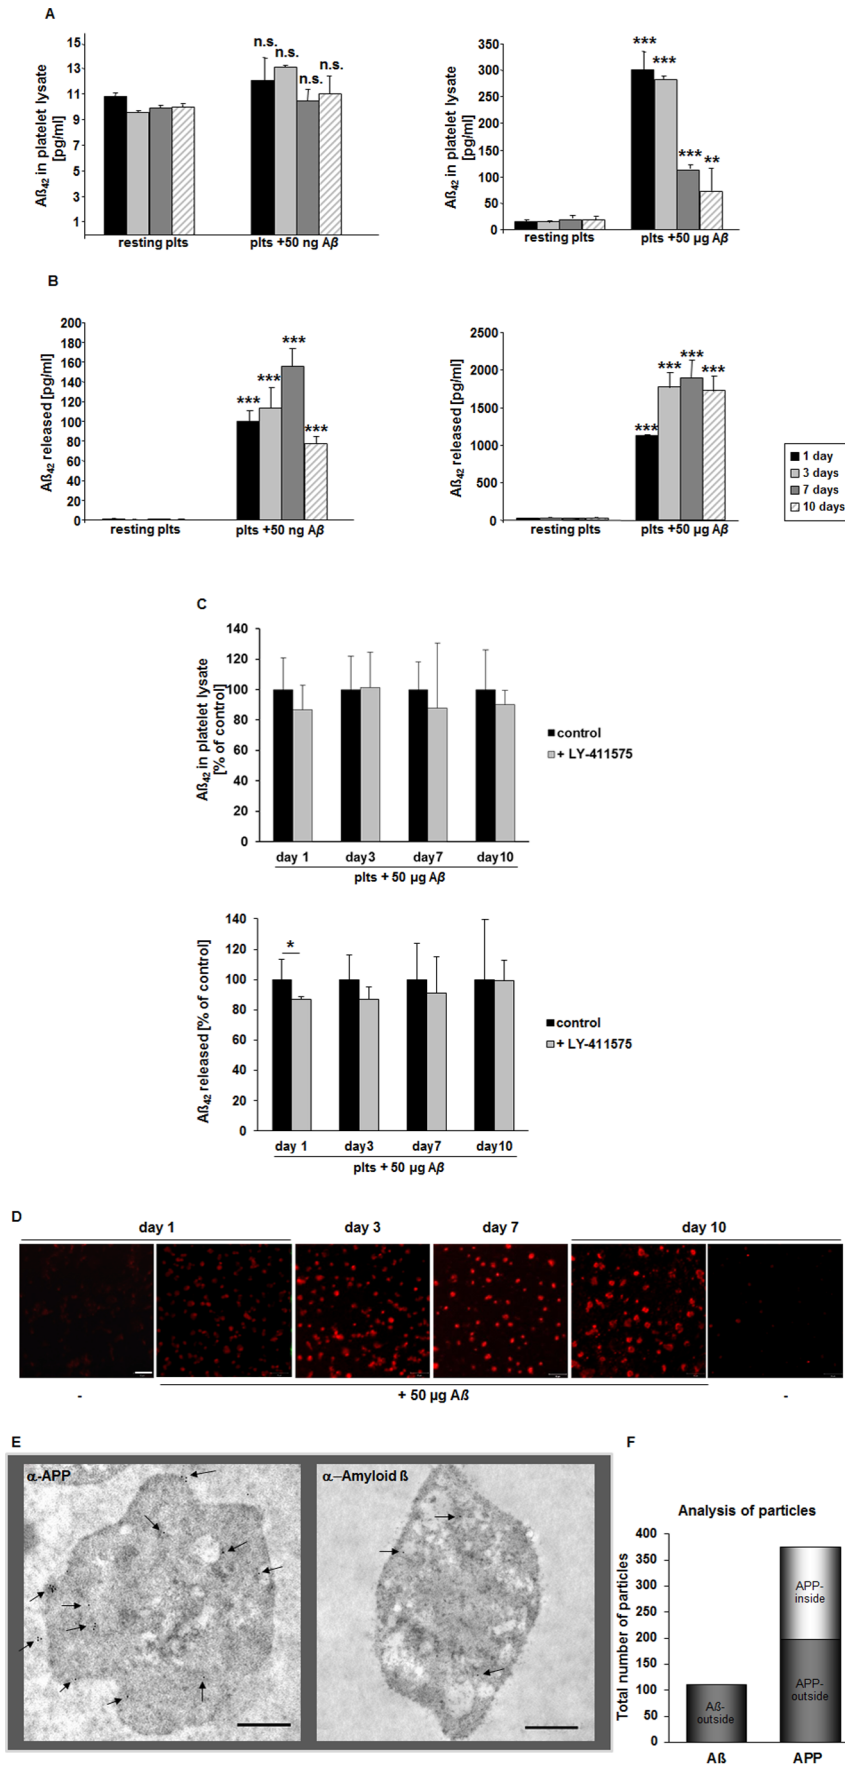 A
Aß42 in platelet lysate [pg/ml]
15
13
11
9
7
5
3
1
n.s.
n.s.
n.s.
n.s.
resting plts
plts +50 ng Aβ
Aß42 in platelet lysate [pg/ml]
350
300
250
200
150
100
50
0
***
***
***
**
resting plts
plts +50 µg Aβ
B
Aß42 released [pg/ml]
200
180
160
140
120
100
80
60
40
20
0
***
***
***
***
resting plts
plts +50 ng Aβ
Aß42 released [pg/ml]
2500
2000
1500
1000
500
0
***
***
***
***
resting plts
plts +50 µg Aβ
1 day
3 days
7 days
10 days
C
Aß42 in platelet lysate [% of control]
140
120
100
80
60
40
20
0
day 1
day3
day7
day10
plts + 50 µg Aβ
control
+ LY-411575
Aß42 released [% of control]
140
120
100
80
60
40
20
0
*
day 1
day3
day7
day10
plts + 50 µg Aβ
control
+ LY-411575
D
day 1
day 3
day 7
day 10
-
+ 50 µg Aß
-
E
α-APP
α–Amyloid ß
F
Analysis of particles
Total number of particles
400
350
300
250
200
150
100
50
0
Aß-outside
APP-inside
APP-outside
Aß
APP